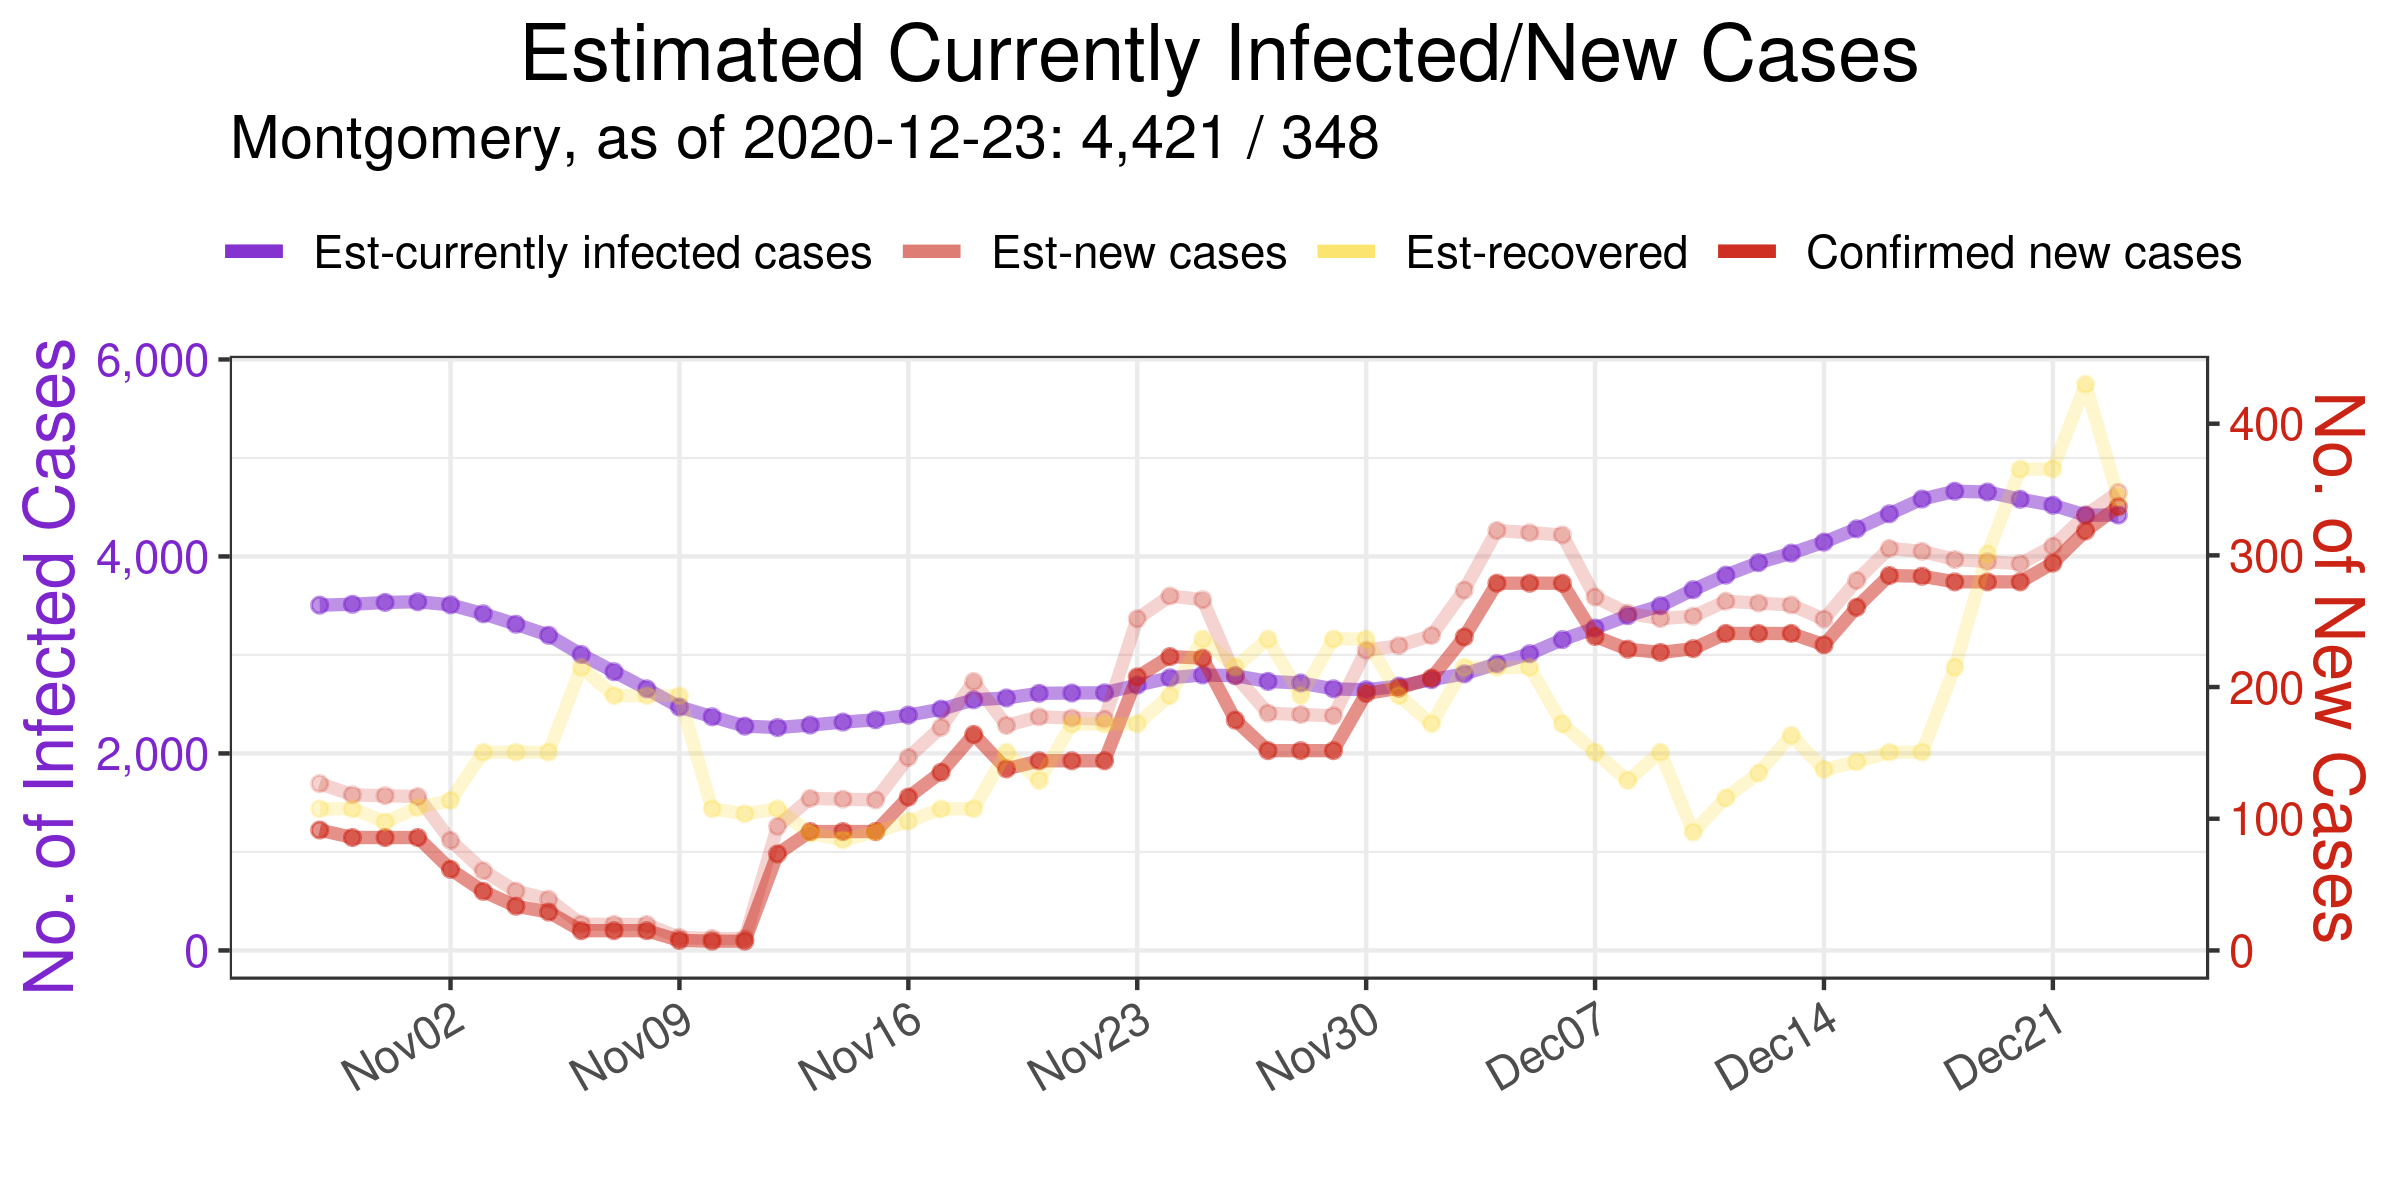 Estimated Currently Infected/New Cases
Montgomery, as of 2020-12-23: 4,421 / 348
Est-currently infected cases Est-new cases Est-recovered Confirmed new cases
No. of Infected Cases
6,000
4,000
2,000
0
400
300
200
100
0
No. of New Cases
Nov02 Nov09 Nov16 Nov23 Nov30 Dec07 Dec14 Dec21